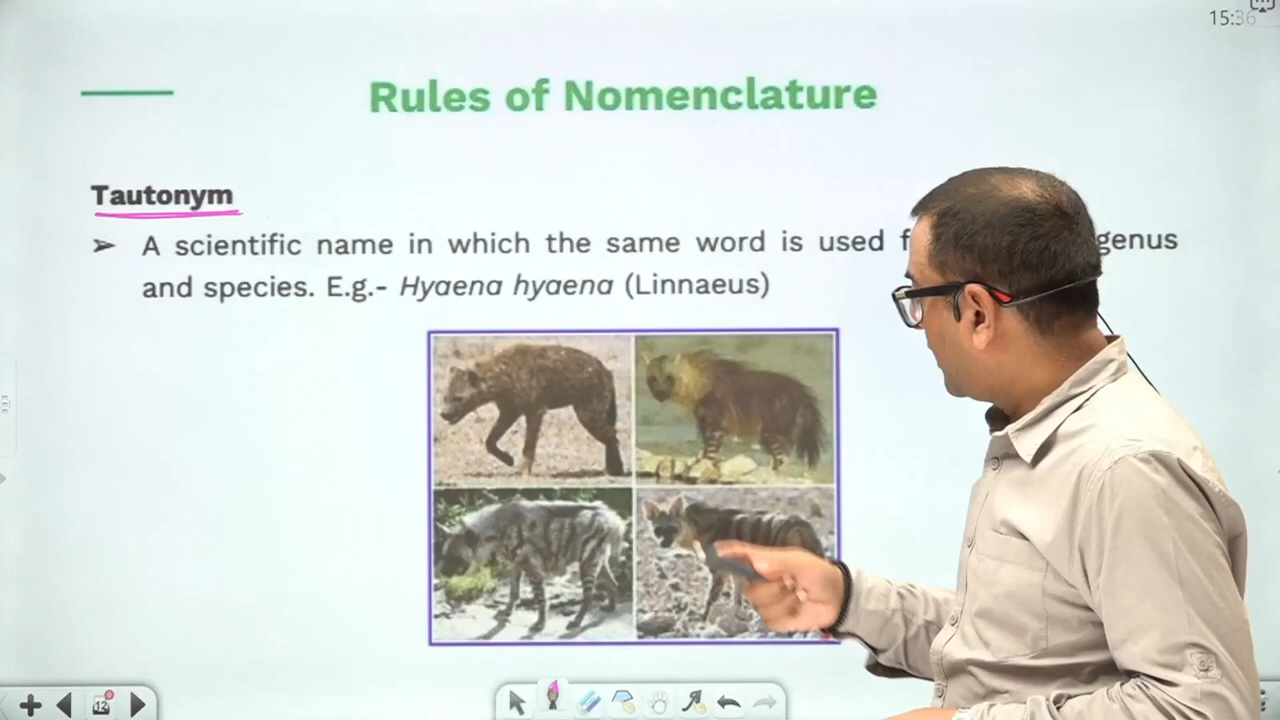 15:36
Rules of Nomenclature
Tautonym
➢ A scientific name in which the same word is used genus
and species. E.g.- Hyaena hyaena (Linnaeus)
12